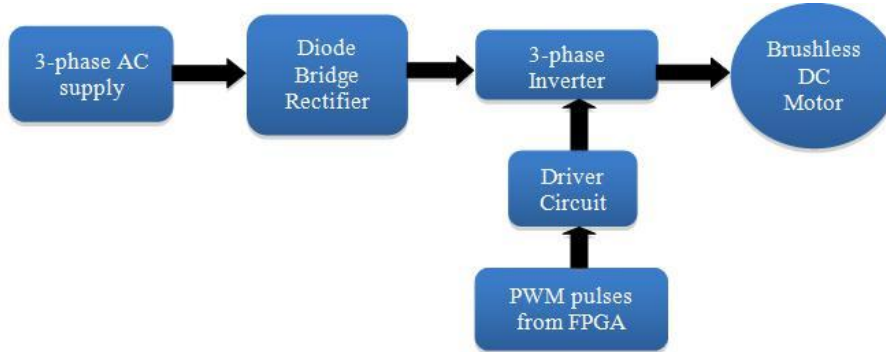 3-phase AC
supply
Diode
Bridge
Rectifier
3-phase
Inverter
Brushless
DC
Motor
Driver
Circuit
PWM pulses
from FPGA